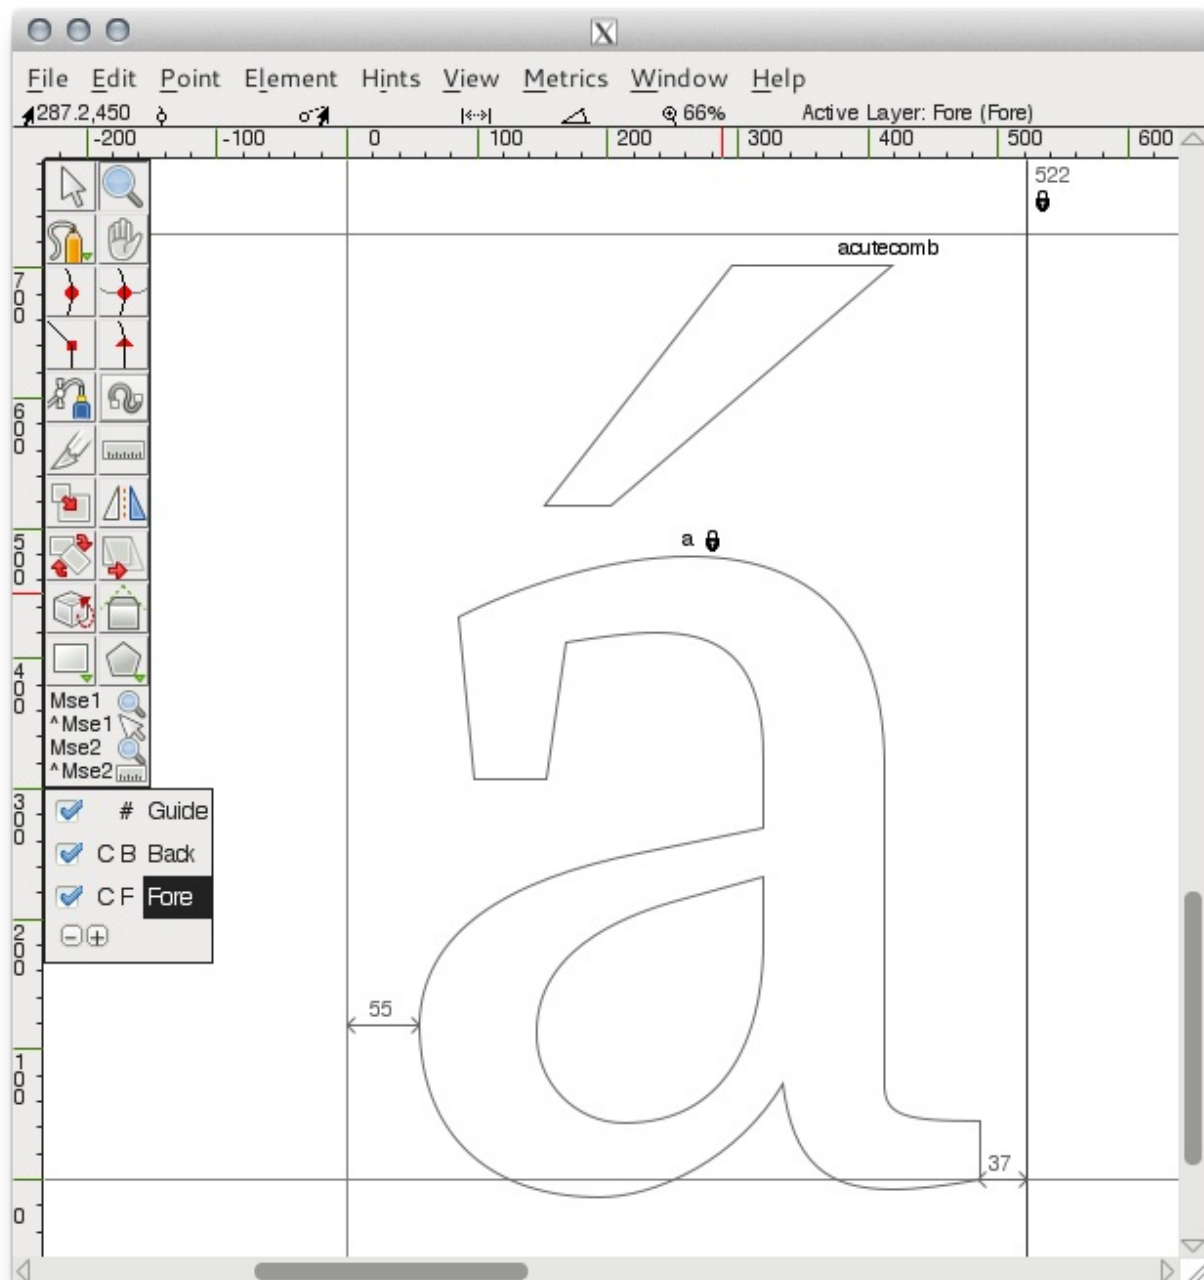 X
File Edit Point Element Hints View Metrics Window Help
287.2,450 66% Active Layer: Fore (Fore)
-200 -100 0 100 200 300 400 500 600
522
acutecomb
700
600
a
500
400
Mse1
^Mse1
Mse2
^Mse2
300
# Guide
C B Back
C F Fore
200
55
100
37
0